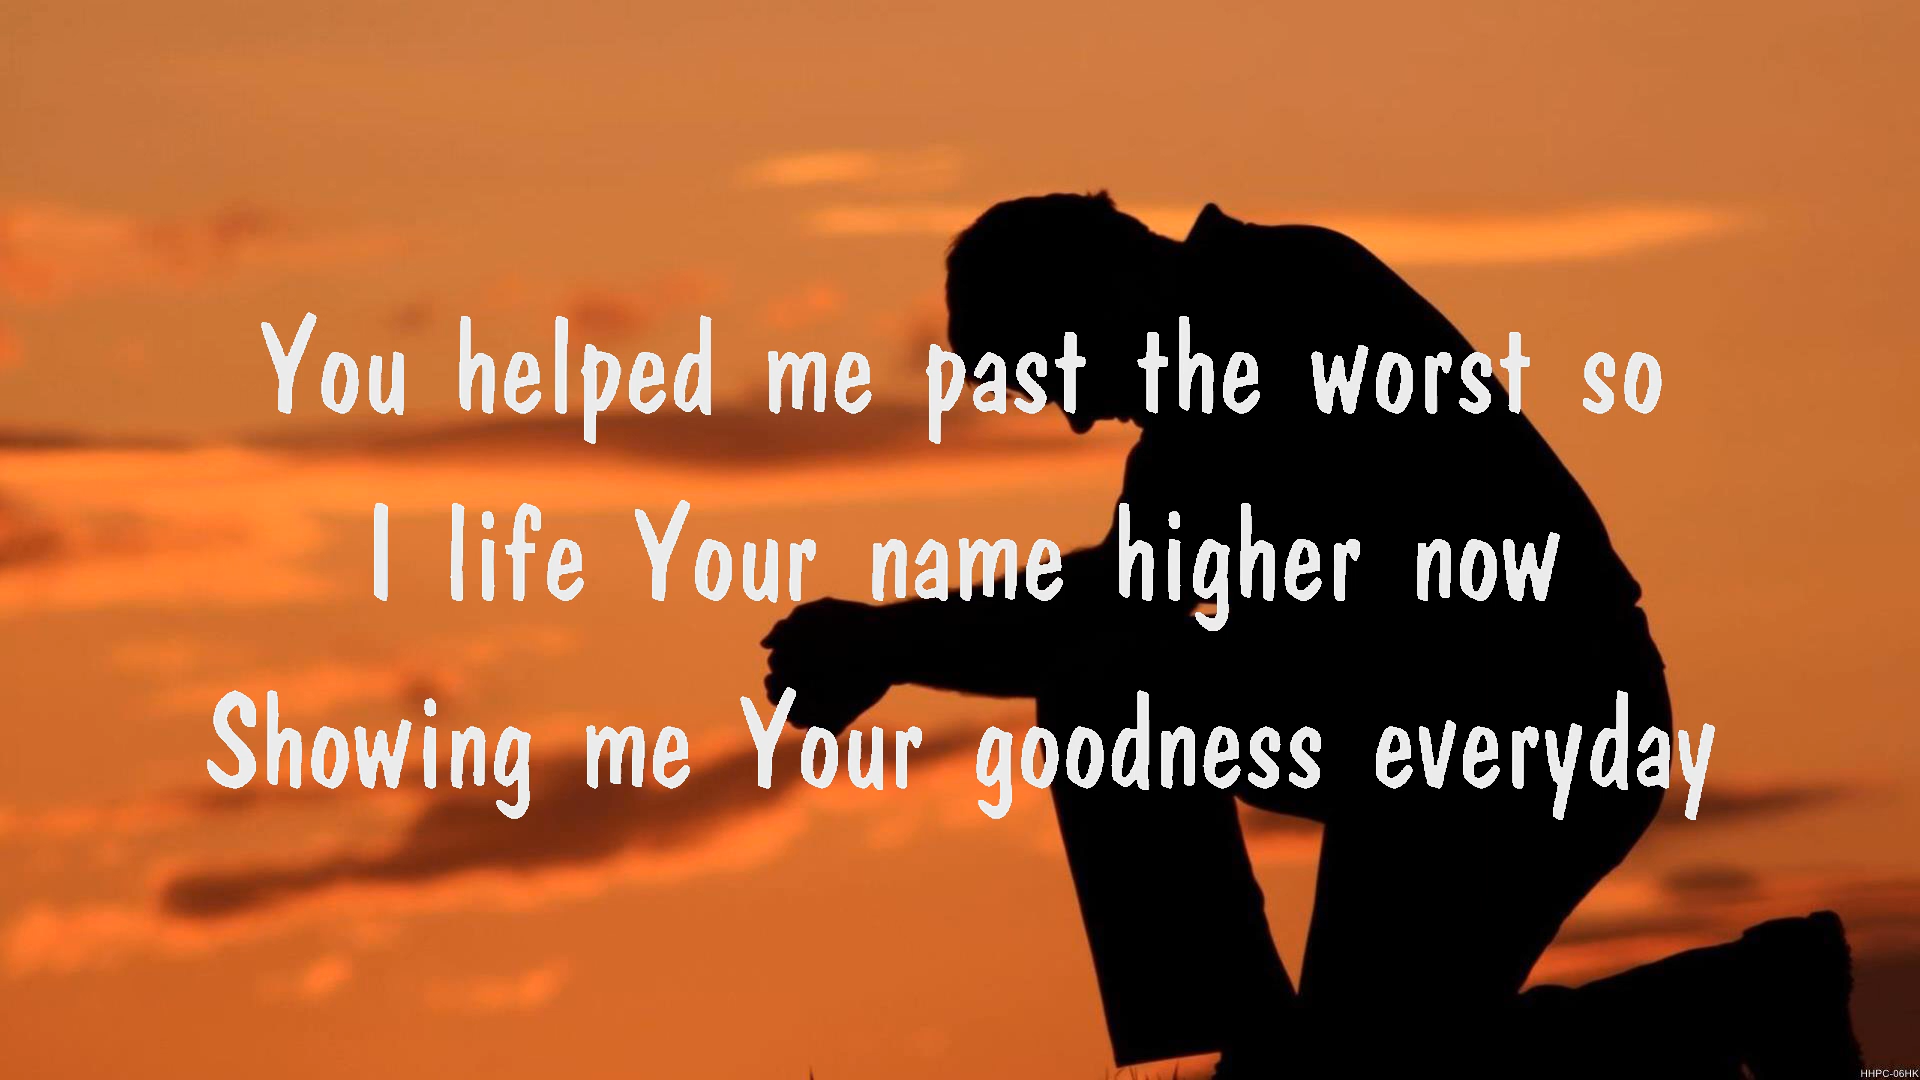 You helped me past the worst so
I life Your name higher now
Showing me Your goodness everyday
HHPC-06HK